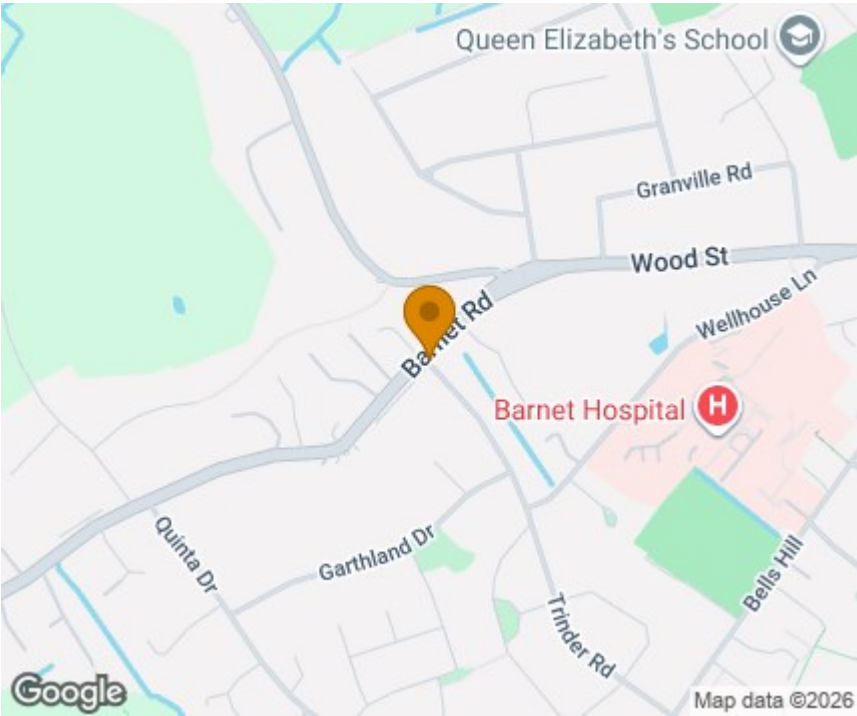 Queen Elizabeth's School
Granville Rd
Wood St
Wellhouse Ln
Barnet Rd
Barnet Hospital
H
Quinta Dr
Garthland Dr
Bells Hill
Trinder Rd
Google
Map data ©2026